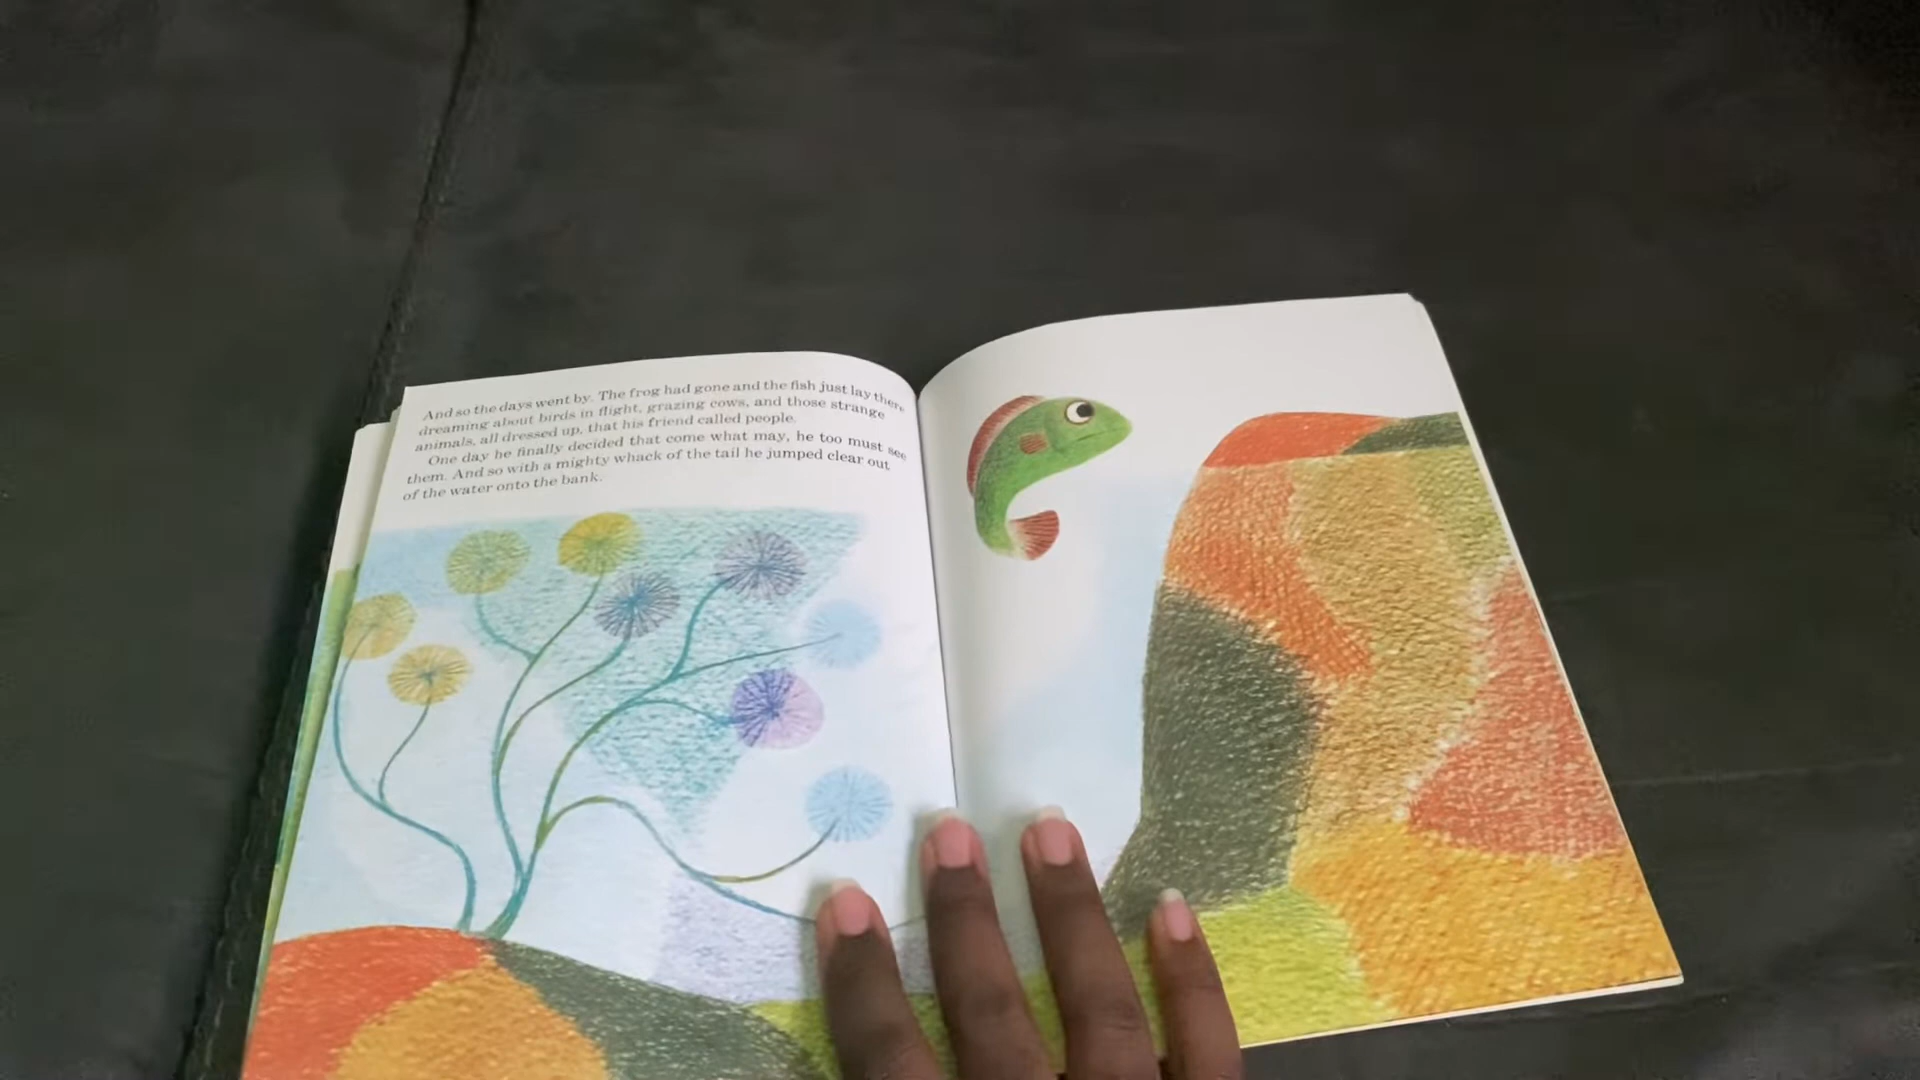 And so the days went by. The frog had gone and the fish just lay there
dreaming about birds in flight, grazing cows, and those strange
animals, all dressed up, that his friend called people.
One day he finally decided that come what may, he too must see
them. And so with a mighty whack of the tail he jumped clear out
of the water onto the bank.